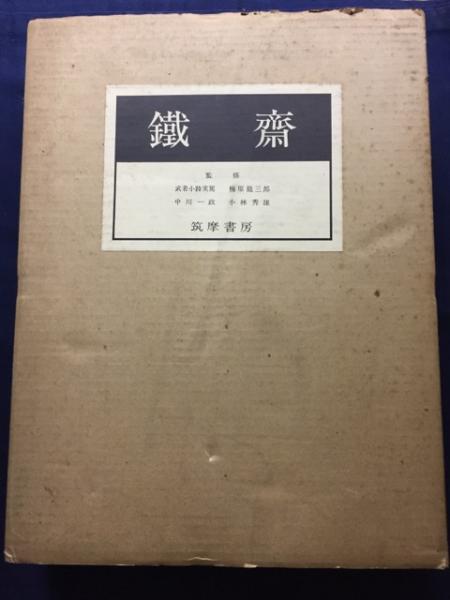 鐵齋
監修
武者小路実篤 梅原龍三郎
中川一政 小林秀雄
筑摩書房